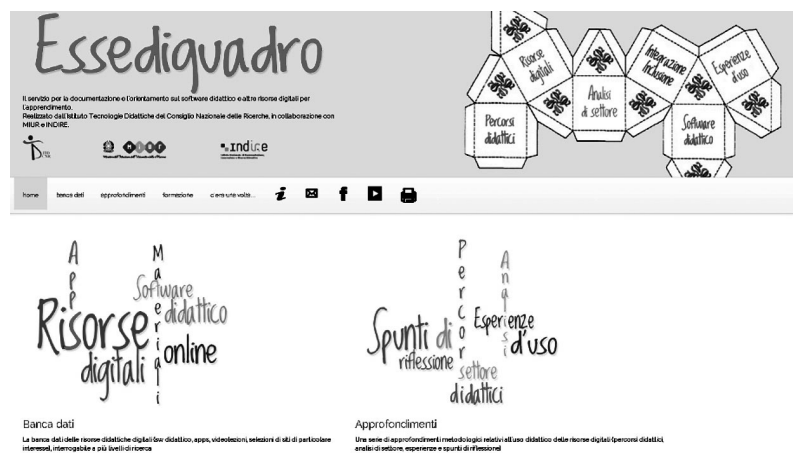 Essediquadro
Il servizio per la documentazione e l'orientamento sul software didattico e altre risorse digitali per
l'apprendimento.
Realizzato dall'Istituto Tecnologie Didattiche del Consiglio Nazionale delle Ricerche, in collaborazione con
MIUR e INDIRE.
indire
Risorse
digitali
Integrazione
Inclusione
Esperienze
d'uso
Analisi
di settore
Percorsi
didattici
Software
didattico
home
banca dati
approfondimenti
formazione
c'era una volta...
App
Materiali
Software
didattico
Risorse
digitali
online
Percorsi
Analisi
Spunti di
riflessione
Esperienze
d'uso
settore
didattici
Banca dati
La banca dati delle risorse didattiche digitali (sw didattico, apps, videolezioni, selezioni di siti di particolare
interesse), interrogabile a più livelli di ricerca
Approfondimenti
Una serie di approfondimenti metodologici relativi all'uso didattico delle risorse digitali (percorsi didattici,
analisi di settore, esperienze e spunti di riflessione)